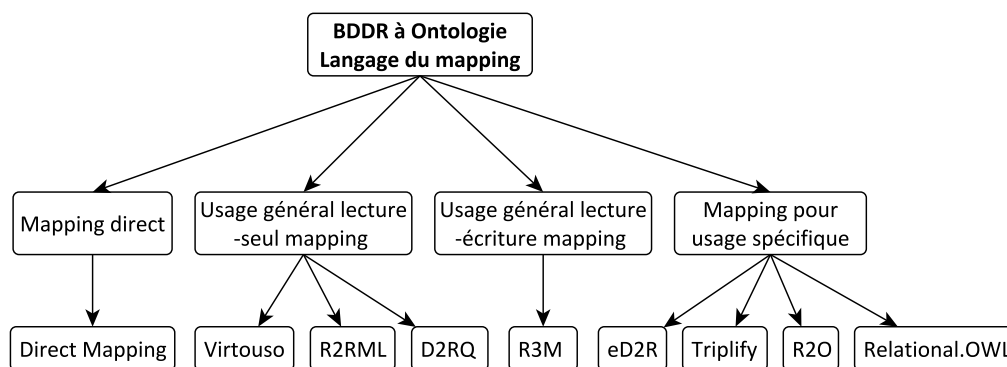 BDDR à Ontologie
Langage du mapping
Mapping direct
Usage général lecture
-seul mapping
Usage général lecture
-écriture mapping
Mapping pour
usage spécifique
Direct Mapping
Virtouso
R2RML
D2RQ
R3M
eD2R
Triplify
R2O
Relational.OWL